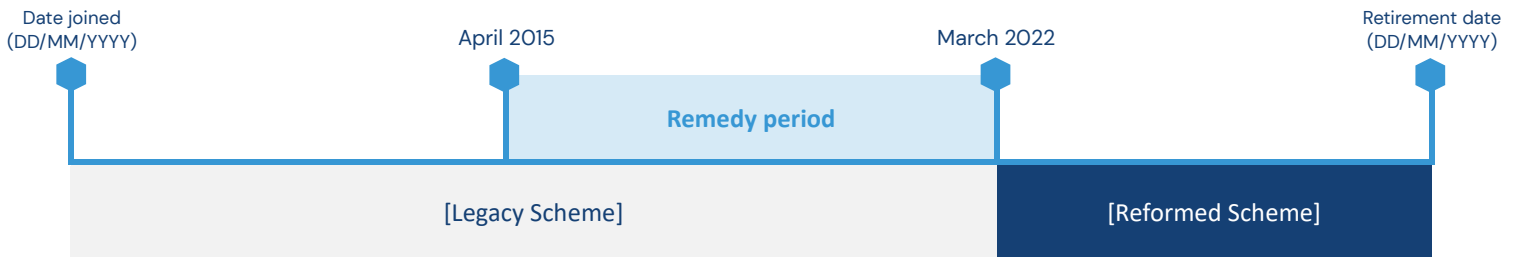 Date joined
(DD/MM/YYYY)
April 2015
March 2022
Retirement date
(DD/MM/YYYY)
Remedy period
[Legacy Scheme]
[Reformed Scheme]